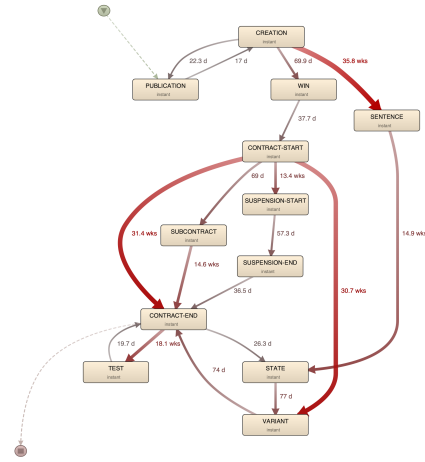 CREATION
instant
22.3 d
17 d
69.9 d
35.8 wks
PUBLICATION
instant
WIN
instant
37.7 d
SENTENCE
instant
CONTRACT-START
instant
69 d
13.4 wks
SUSPENSION-START
instant
31.4 wks
SUBCONTRACT
instant
57.3 d
14.9 wks
14.6 wks
SUSPENSION-END
instant
36.5 d
30.7 wks
CONTRACT-END
instant
19.7 d
18.1 wks
26.3 d
TEST
instant
74 d
STATE
instant
77 d
VARIANT
instant